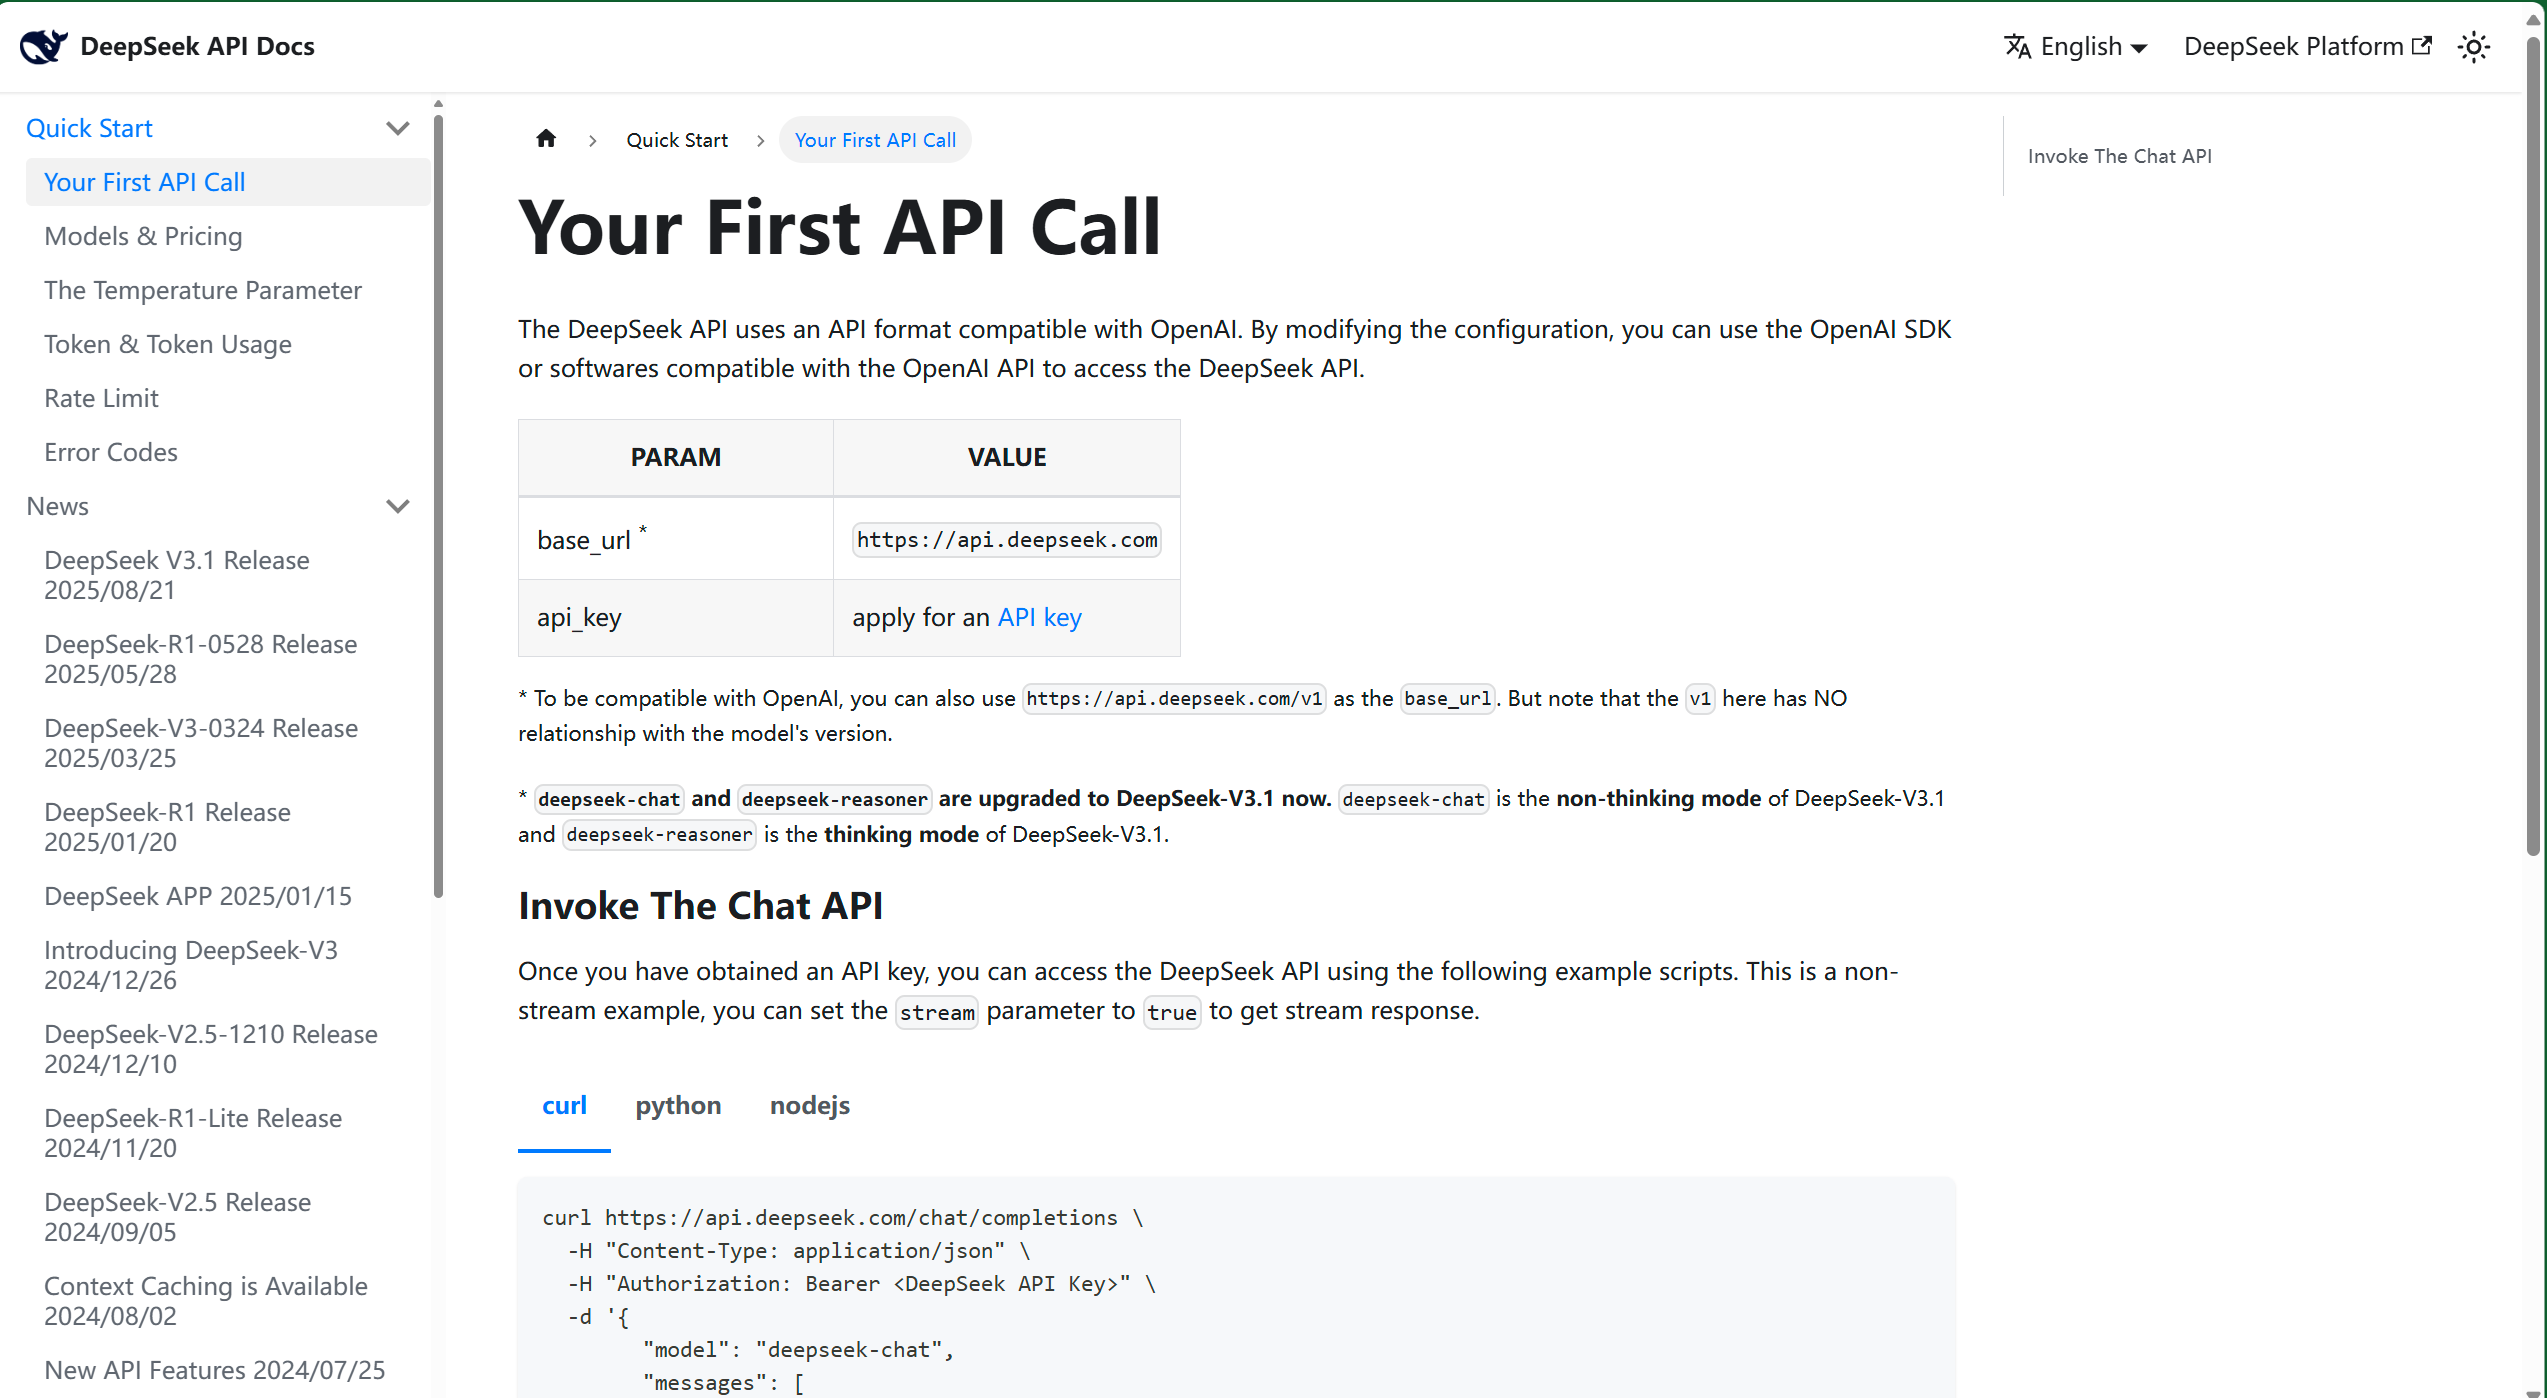 DeepSeek API Docs
English
DeepSeek Platform
Quick Start
Your First API Call
Models & Pricing
The Temperature Parameter
Token & Token Usage
Rate Limit
Error Codes
News
DeepSeek V3.1 Release
2025/08/21
DeepSeek-R1-0528 Release
2025/05/28
DeepSeek-V3-0324 Release
2025/03/25
DeepSeek-R1 Release
2025/01/20
DeepSeek APP 2025/01/15
Introducing DeepSeek-V3
2024/12/26
DeepSeek-V2.5-1210 Release
2024/12/10
DeepSeek-R1-Lite Release
2024/11/20
DeepSeek-V2.5 Release
2024/09/05
Context Caching is Available
2024/08/02
New API Features 2024/07/25
Quick Start > Your First API Call
Your First API Call
The DeepSeek API uses an API format compatible with OpenAI. By modifying the configuration, you can use the OpenAI SDK
or softwares compatible with the OpenAI API to access the DeepSeek API.
PARAM VALUE
base_url * https://api.deepseek.com
api_key apply for an API key
* To be compatible with OpenAI, you can also use https://api.deepseek.com/v1 as the base_url. But note that the v1 here has NO
relationship with the model's version.
* deepseek-chat and deepseek-reasoner are upgraded to DeepSeek-V3.1 now. deepseek-chat is the non-thinking mode of DeepSeek-V3.1
and deepseek-reasoner is the thinking mode of DeepSeek-V3.1.
Invoke The Chat API
Once you have obtained an API key, you can access the DeepSeek API using the following example scripts. This is a non-
stream example, you can set the stream parameter to true to get stream response.
curl python nodejs
curl https://api.deepseek.com/chat/completions \
-H "Content-Type: application/json" \
-H "Authorization: Bearer <DeepSeek API Key>" \
-d '{
"model": "deepseek-chat",
"messages": [
Invoke The Chat API